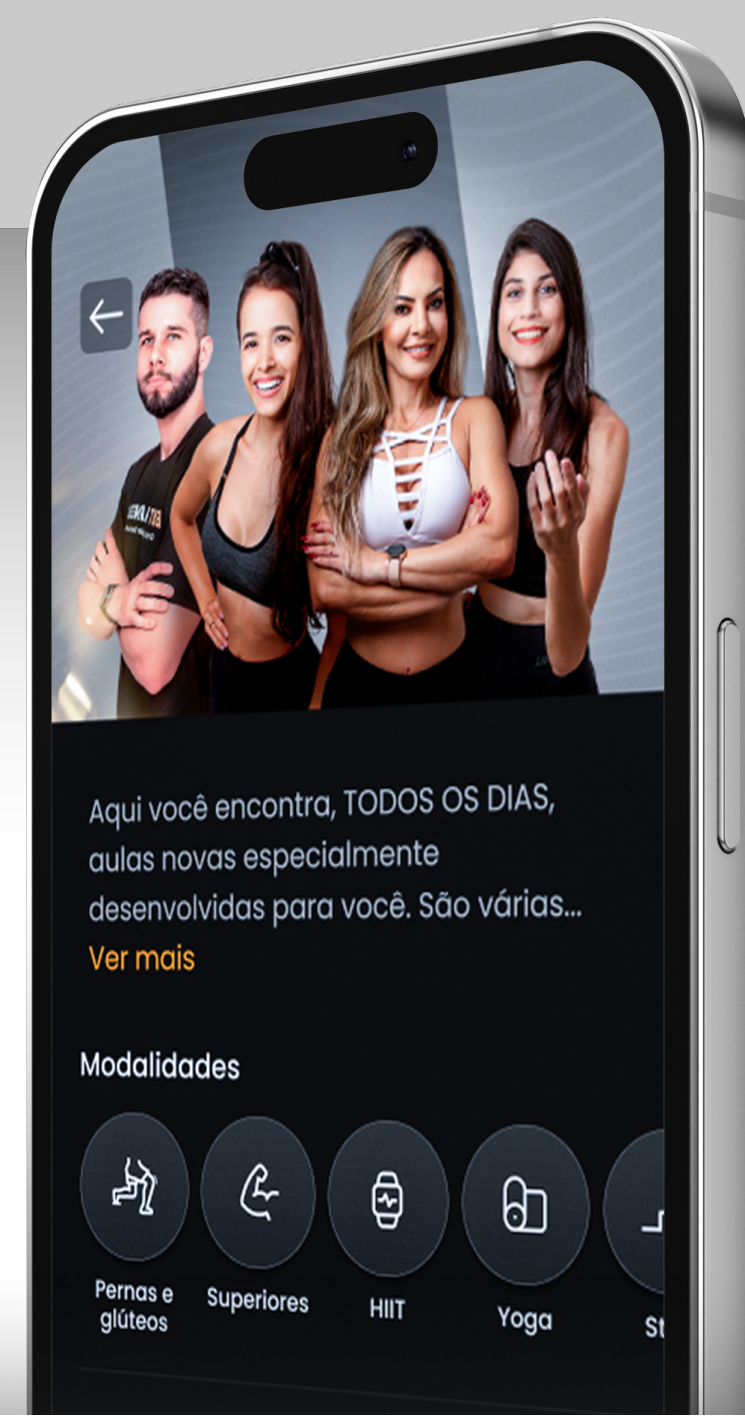 Aqui você encontra, TODOS OS DIAS,
aulas novas especialmente
desenvolvidas para você. São várias...
Ver mais
Modalidades
Pernas e
glúteos
Superiores
HIIT
Yoga
St